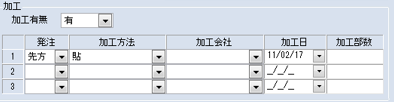 加工
加工有無 有
発注 加工方法 加工会社 加工日 加工部数
1 先方 貼 11/02/17
2 _/_/_
3 _/_/_